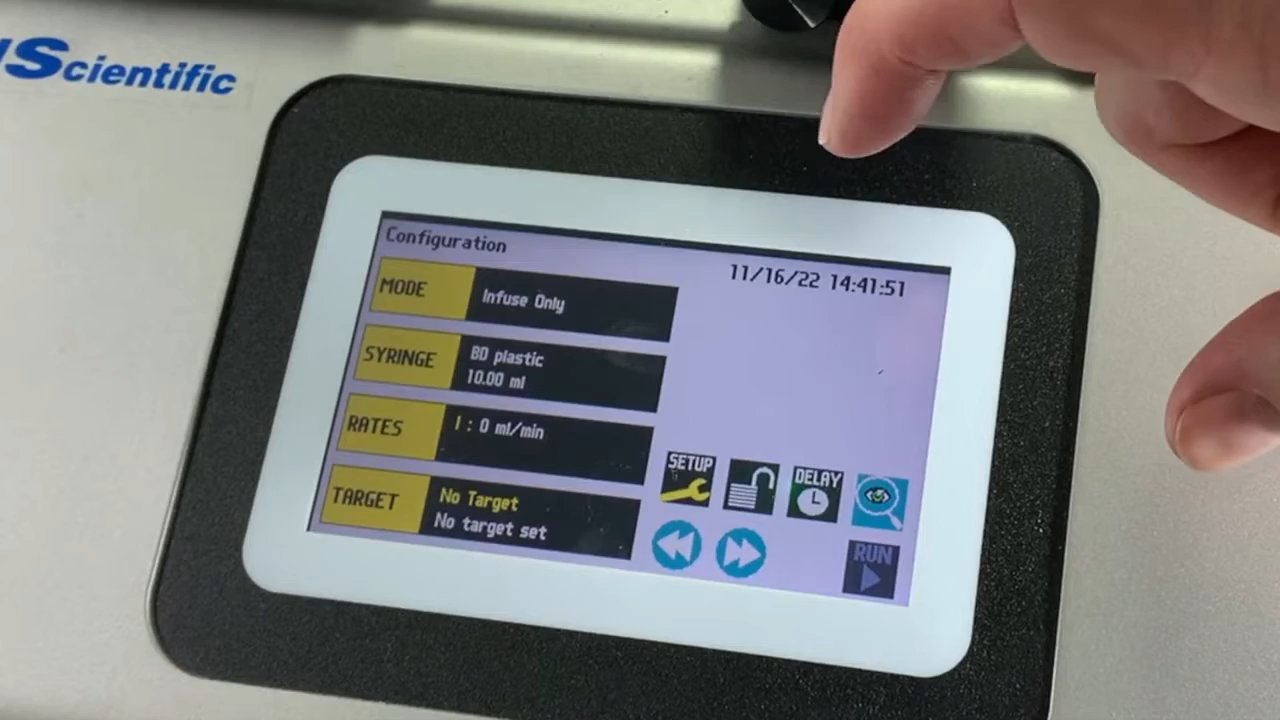 Scientific
Configuration
11/16/22 14:41:51
MODE
Infuse Only
SYRINGE
BD plastic
10.00 ml
RATES
I : 0 ml/min
TARGET
No Target
No target set
SETUP
DELAY
RUN